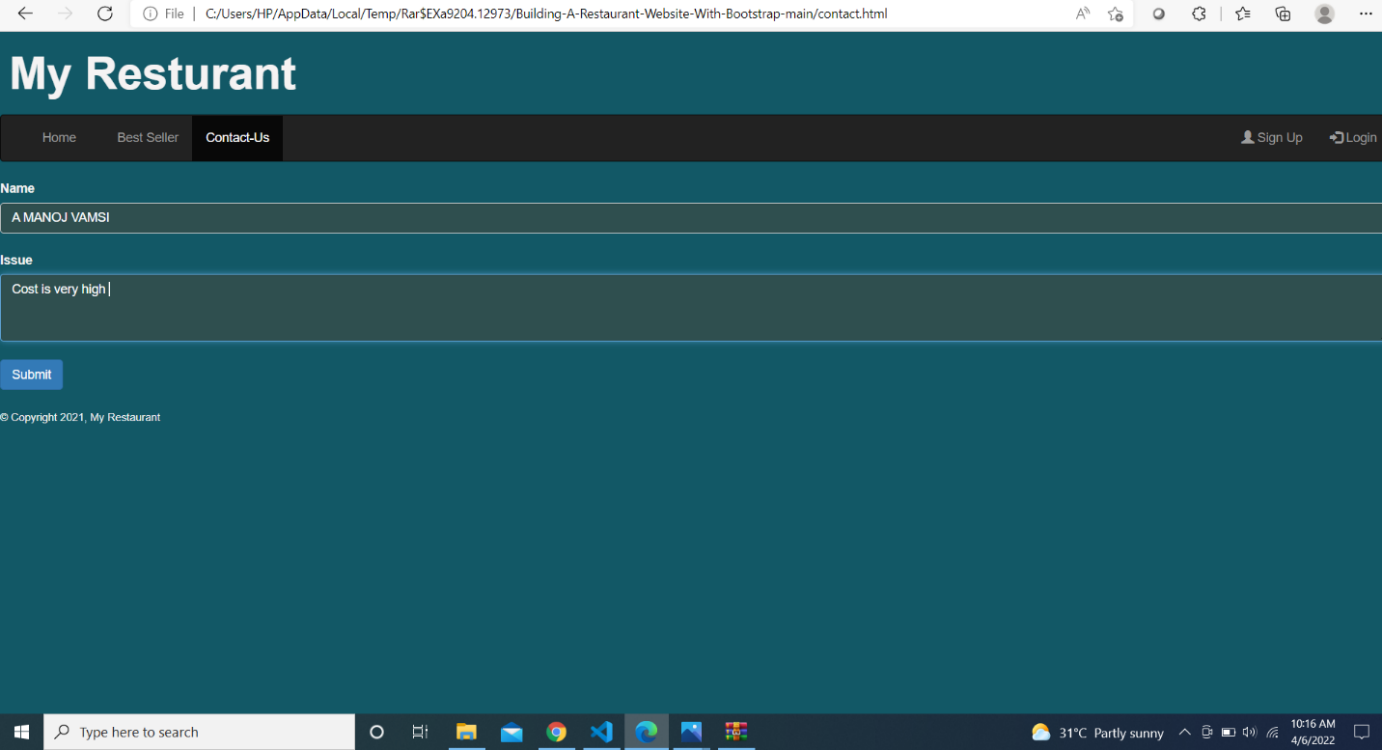 File | C:/Users/HP/AppData/Local/Temp/Rar$EXa9204.12973/Building-A-Restaurant-Website-With-Bootstrap-main/contact.html
My Resturant
Home Best Seller Contact-Us Sign Up Login
Name
A MANOJ VAMSI
Issue
Cost is very high
Submit
© Copyright 2021, My Restaurant
Type here to search 31°C Partly sunny 10:16 AM
4/6/2022